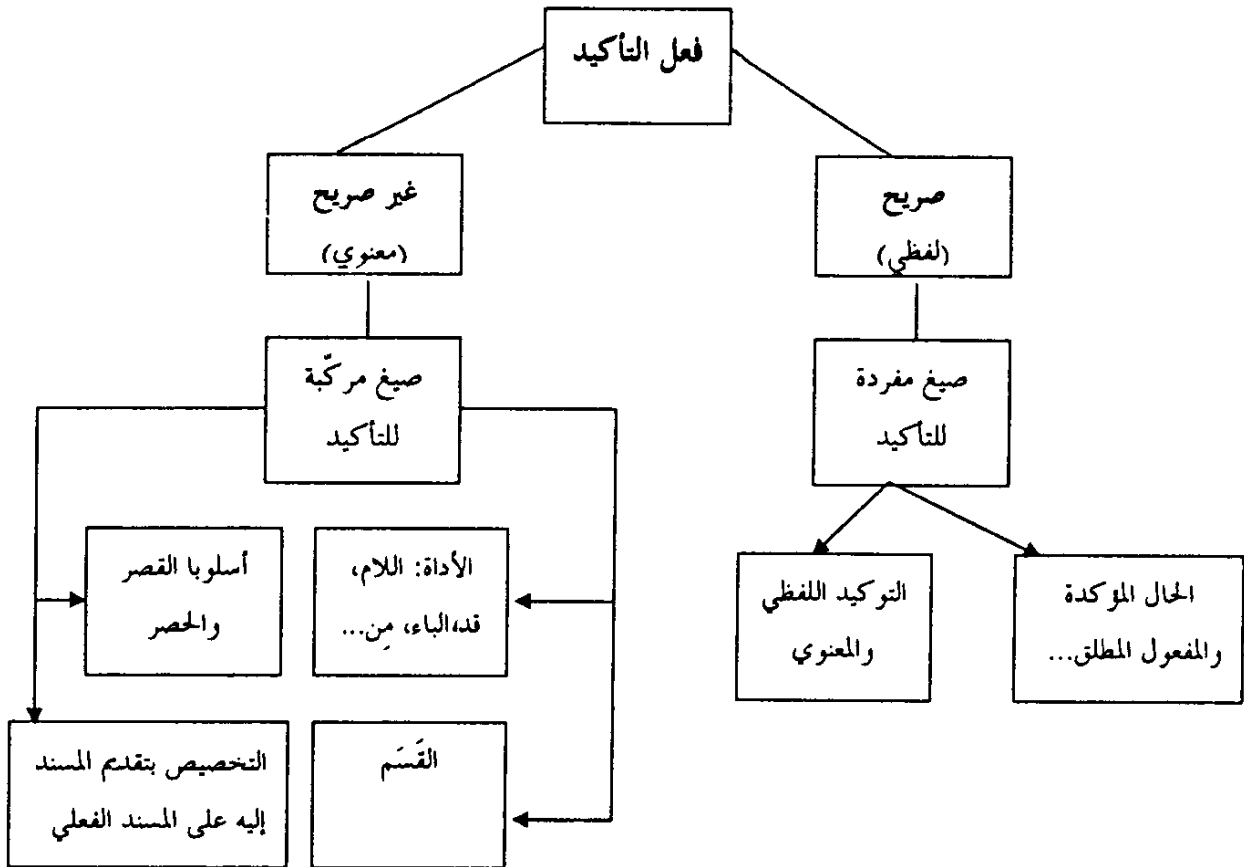 فعل التأكيد
صريح
(لفظي)
غير صريح
(معنوي)
صيغ مفردة
للتأكيد
صيغ مركّبة
للتأكيد
الحال المؤكدة
والمفعول المطلق...
التوكيد اللفظي
والمعنوي
الأداة: اللام،
قد،الباء، مِن...
أسلوبا القصر
والحصر
القَسَم
التخصيص بتقديم المسند
إليه على المسند الفعلي